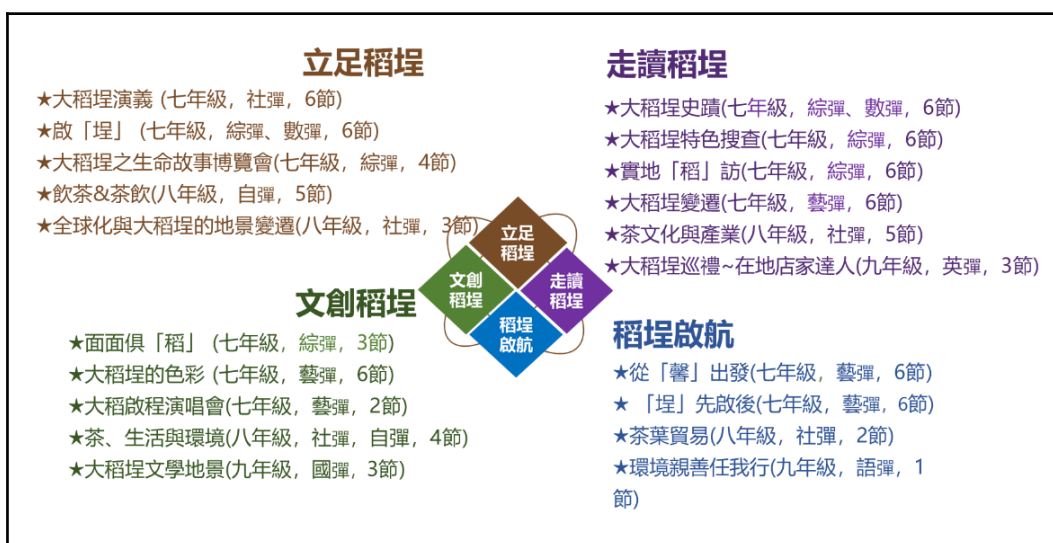 立足稻埕
★大稻埕演義 (七年級，社彈，6節)
★啟「埕」 (七年級，綜彈、數彈，6節)
★大稻埕之生命故事博覽會(七年級，綜彈，4節)
★飲茶&茶飲(八年級，自彈，5節)
★全球化與大稻埕的地景變遷(八年級，社彈，3節)
走讀稻埕
★大稻埕史蹟(七年級，綜彈、數彈，6節)
★大稻埕特色搜查(七年級，綜彈，6節)
★實地「稻」訪(七年級，綜彈，6節)
★大稻埕變遷(七年級，藝彈，6節)
★茶文化與產業(八年級，社彈，5節)
★大稻埕巡禮~在地店家達人(九年級，英彈，3節)
立足
稻埕
文創
稻埕
走讀
稻埕
稻埕
啟航
文創稻埕
★面面俱「稻」 (七年級，綜彈，3節)
★大稻埕的色彩 (七年級，藝彈，6節)
★大稻啟程演唱會(七年級，藝彈，2節)
★茶、生活與環境(八年級，社彈，自彈，4節)
★大稻埕文學地景(九年級，國彈，3節)
稻埕啟航
★從「馨」出發(七年級，藝彈，6節)
★ 「埕」先啟後(七年級，藝彈，6節)
★茶葉貿易(八年級，社彈，2節)
★環境親善任我行(九年級，語彈，1
節)